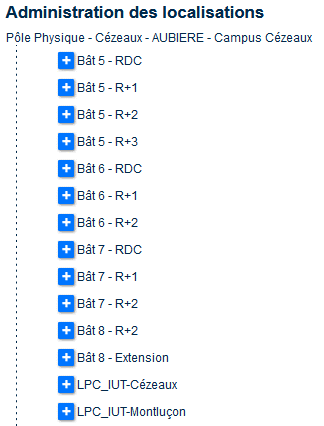 Administration des localisations
Pôle Physique - Cézeaux - AUBIERE - Campus Cézeaux
Bât 5 - RDC
Bât 5 - R+1
Bât 5 - R+2
Bât 5 - R+3
Bât 6 - RDC
Bât 6 - R+1
Bât 6 - R+2
Bât 7 - RDC
Bât 7 - R+1
Bât 7 - R+2
Bât 8 - R+2
Bât 8 - Extension
LPC_IUT-Cézeaux
LPC_IUT-Montluçon